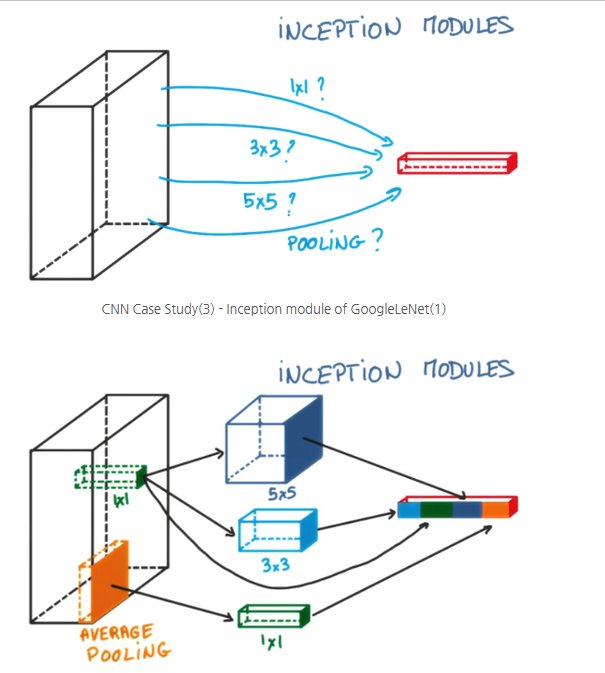 INCEPTION MODULES
1x1 ?
3x3 ?
5x5 ?
POOLING ?
CNN Case Study(3) - Inception module of GoogleLeNet(1)
INCEPTION MODULES
1x1
5x5
3x3
AVERAGE
POOLING
1x1